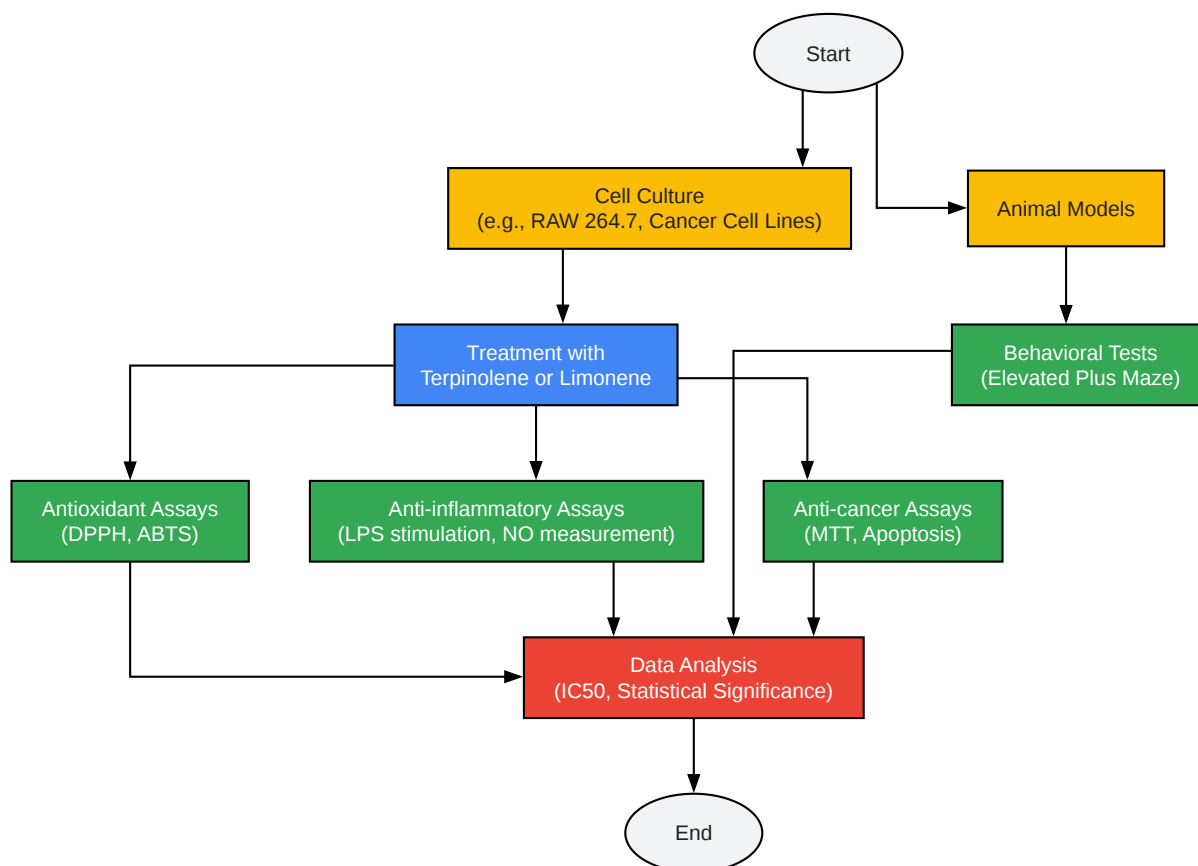 Start
Cell Culture
(e.g., RAW 264.7, Cancer Cell Lines)
Animal Models
Treatment with
Terpinolene or Limonene
Behavioral Tests
(Elevated Plus Maze)
Antioxidant Assays
(DPPH, ABTS)
Anti-inflammatory Assays
(LPS stimulation, NO measurement)
Anti-cancer Assays
(MTT, Apoptosis)
Data Analysis
(IC50, Statistical Significance)
End